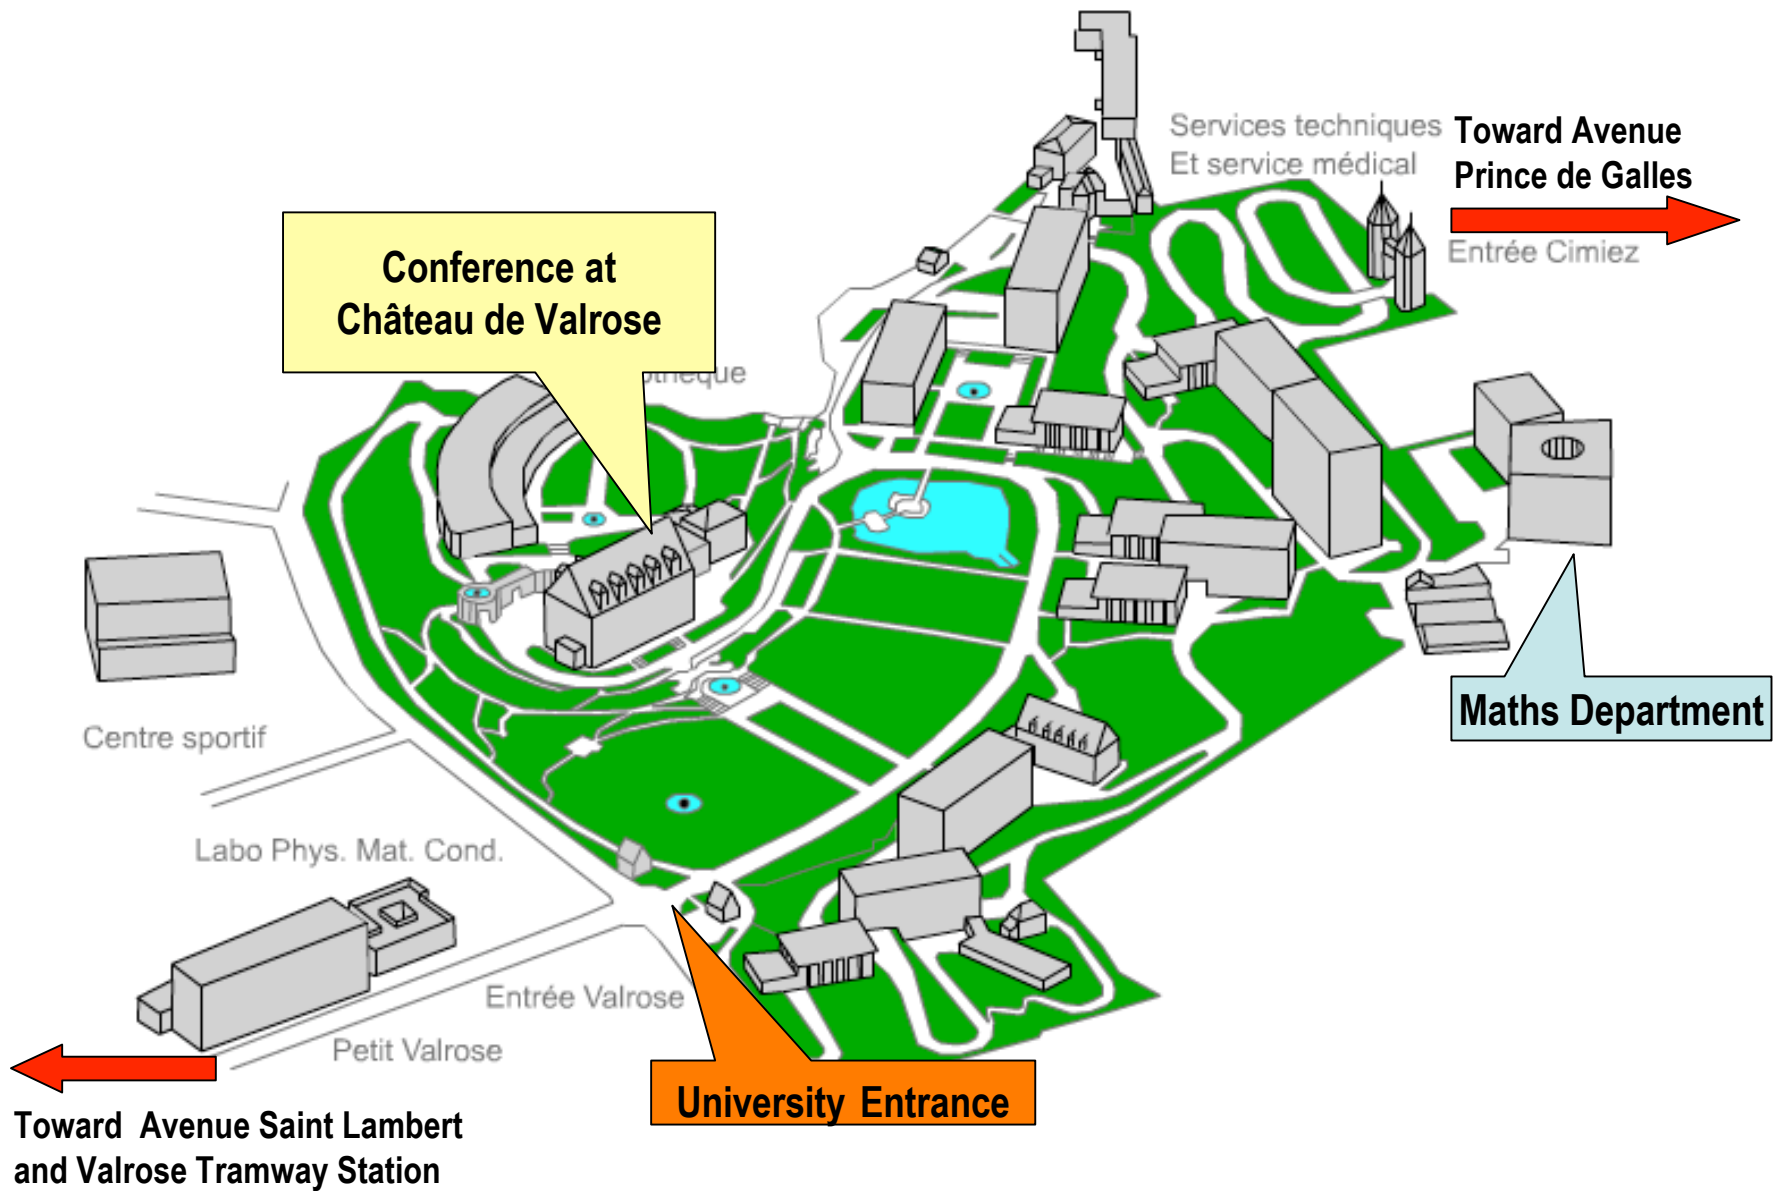 Services techniques
Et service médical
Toward Avenue
Prince de Galles
Entrée Cimiez
Conference at
Château de Valrose
Maths Department
Centre sportif
Labo Phys. Mat. Cond.
Entrée Valrose
Petit Valrose
University Entrance
Toward Avenue Saint Lambert
and Valrose Tramway Station